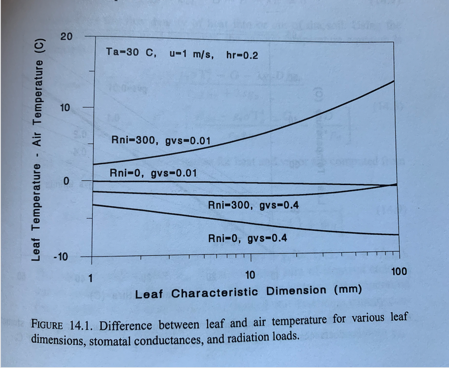 20
Ta=30 C, u=1 m/s, hr=0.2
10
Rni=300, gvs=0.01
Rni=0, gvs=0.01
0
Rni=300, gvs=0.4
Rni=0, gvs=0.4
-10
1
10
100
Leaf Temperature - Air Temperature (C)
Leaf Characteristic Dimension (mm)
FIGURE 14.1. Difference between leaf and air temperature for various leaf
dimensions, stomatal conductances, and radiation loads.